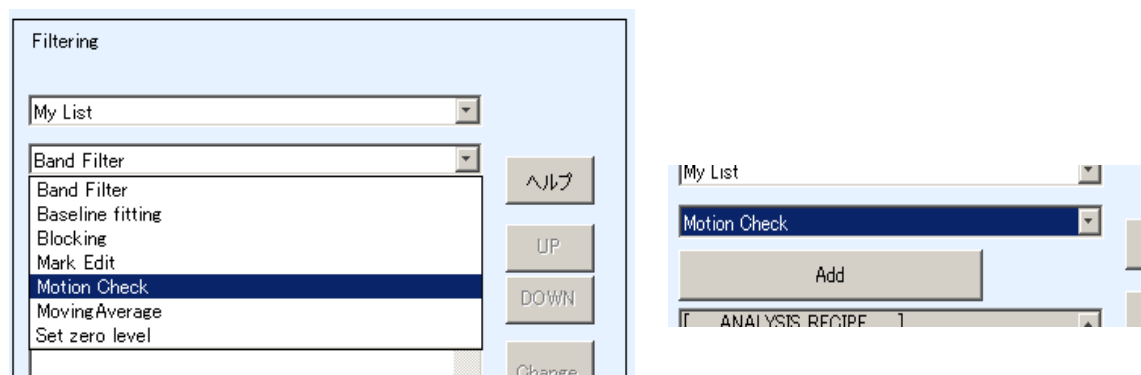 Filtering
My List
Band Filter
Band Filter
Baseline fitting
Blocking
Mark Edit
Motion Check
MovingAverage
Set zero level
ヘルプ
UP
DOWN
Change
My List
Motion Check
Add
[ ANALYSIS RECIPE ]